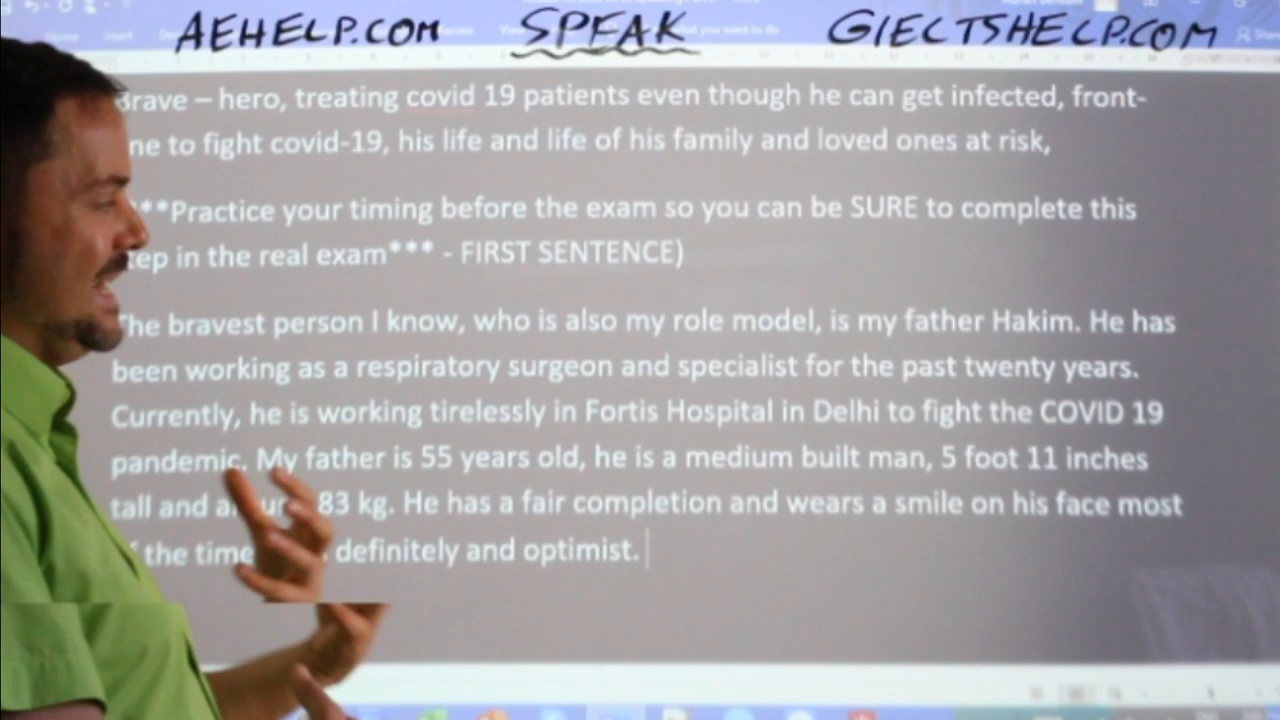 AEHELP.COM SPEAK GIELTSHELP.COM
Brave – hero, treating covid 19 patients even though he can get infected, front-
ne to fight covid-19, his life and life of his family and loved ones at risk,
**Practice your timing before the exam so you can be SURE to complete this
tep in the real exam*** - FIRST SENTENCE)
The bravest person I know, who is also my role model, is my father Hakim. He has
been working as a respiratory surgeon and specialist for the past twenty years.
Currently, he is working tirelessly in Fortis Hospital in Delhi to fight the COVID 19
pandemic. My father is 55 years old, he is a medium built man, 5 foot 11 inches
tall and 83 kg. He has a fair completion and wears a smile on his face most
the time definitely and optimist.